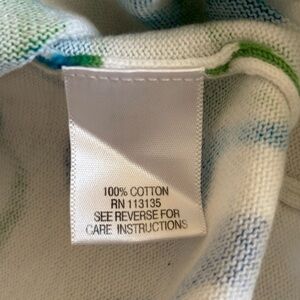 100% COTTON
RN 113135
SEE REVERSE FOR
CARE INSTRUCTIONS